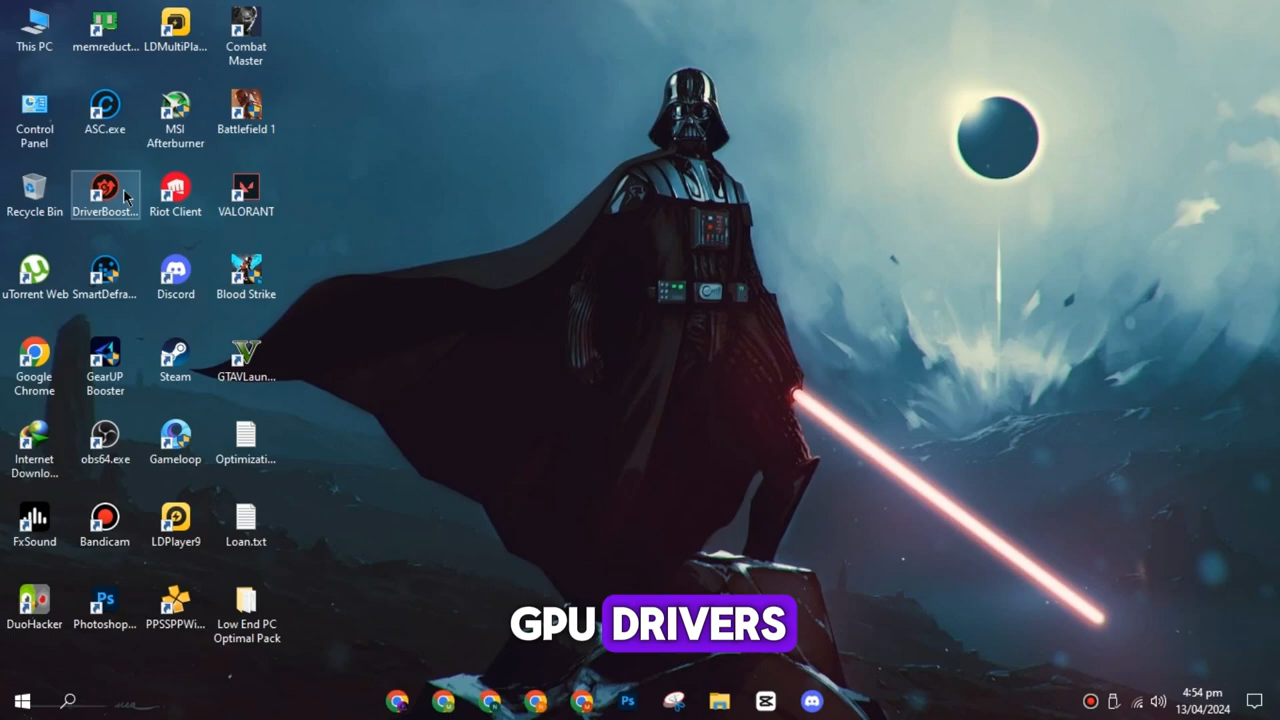 This PC
memreduct...
LDMultiPla...
Combat
Master
Control
Panel
ASC.exe
MSI
Afterburner
Battlefield 1
Recycle Bin
DriverBoost...
Riot Client
VALORANT
uTorrent Web
SmartDefra...
Discord
Blood Strike
Google
Chrome
GearUP
Booster
Steam
GTAVLaun...
Internet
Downlo...
obs64.exe
Gameloop
Optimizati...
FxSound
Bandicam
LDPlayer9
Loan.txt
DuoHacker
Photoshop...
PPSSPPWi...
Low End PC
Optimal Pack
GPU DRIVERS
4:54 pm
13/04/2024